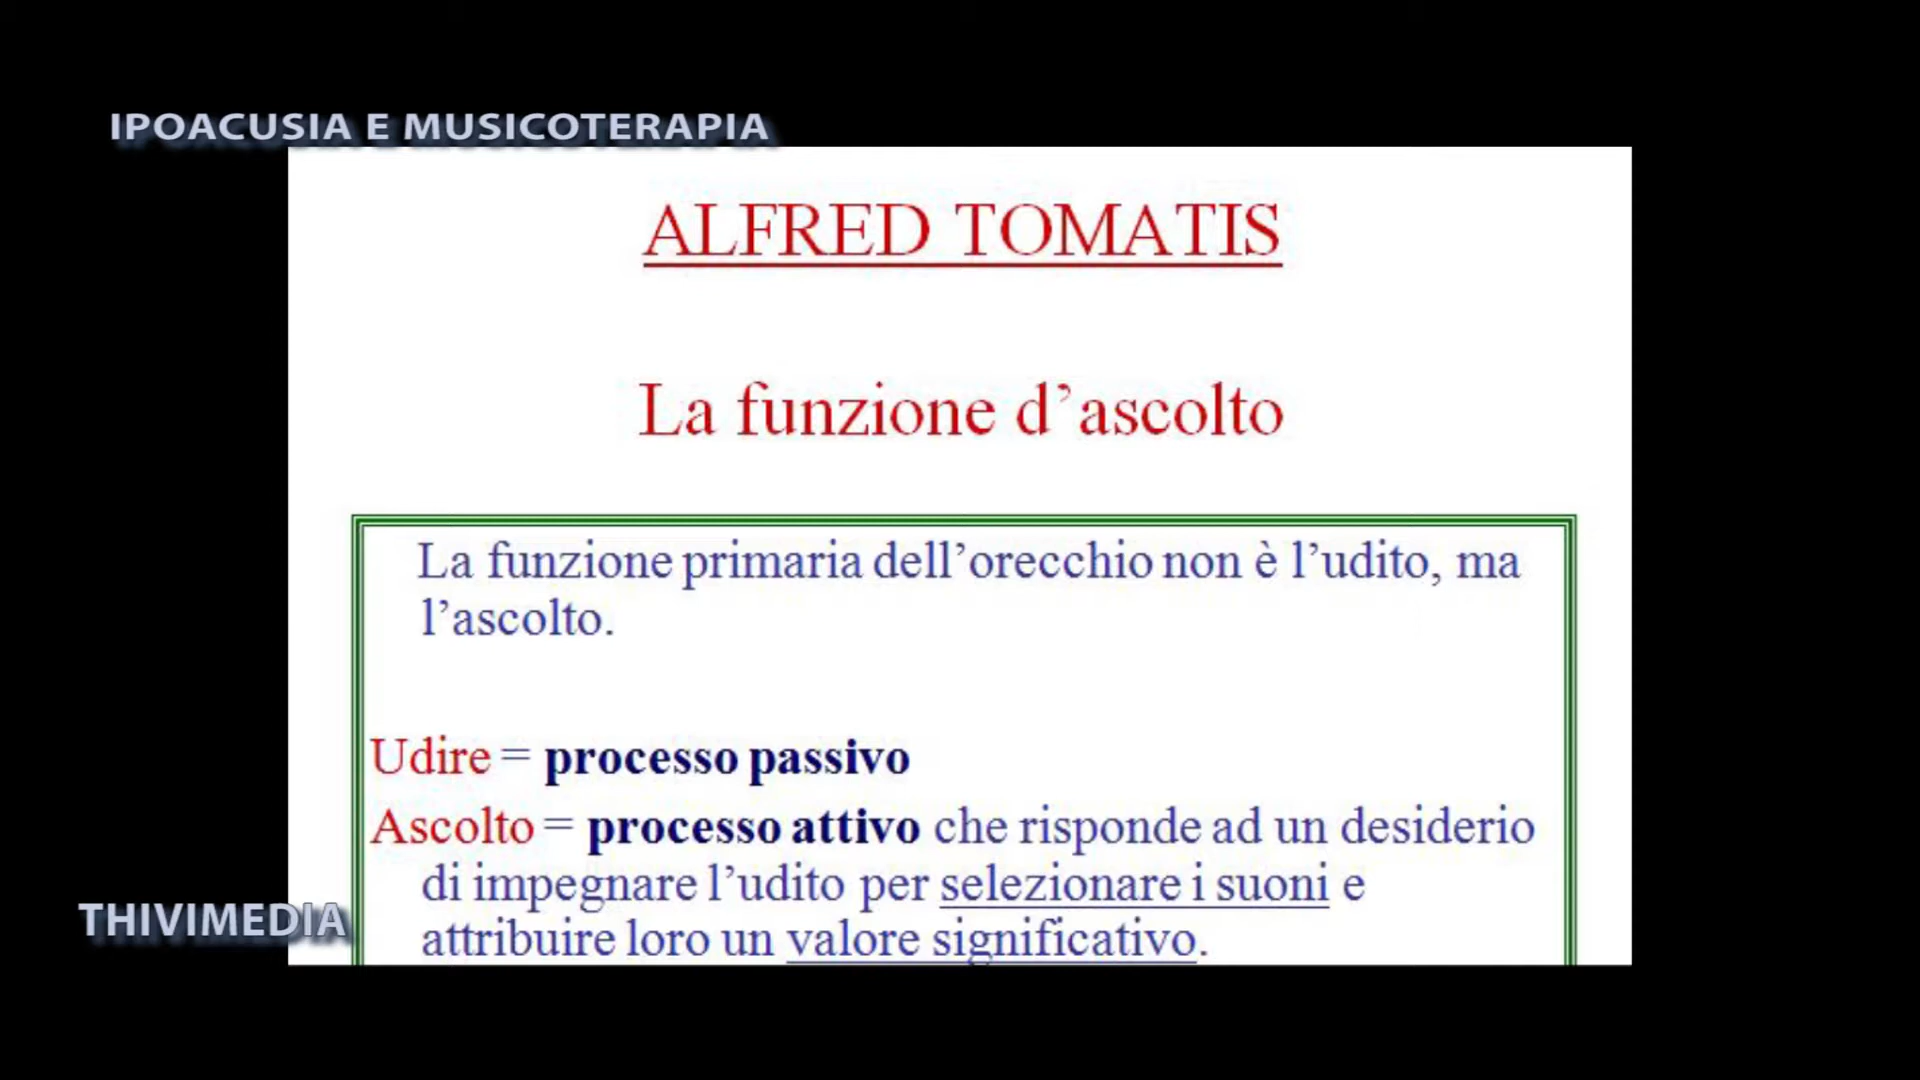 IPOACUSIA E MUSICOTERAPIA
ALFRED TOMATIS
La funzione d’ascolto
La funzione primaria dell’orecchio non è l’udito, ma
l’ascolto.
Udire = processo passivo
Ascolto = processo attivo che risponde ad un desiderio
di impegnare l’udito per selezionare i suoni e
attribuire loro un valore significativo.
THIVIMEDIA